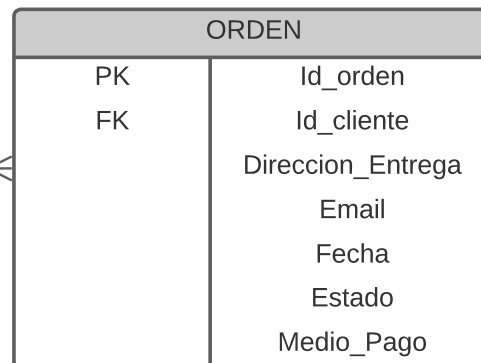 ORDEN
PK Id_orden
FK Id_cliente
Direccion_Entrega
Email
Fecha
Estado
Medio_Pago